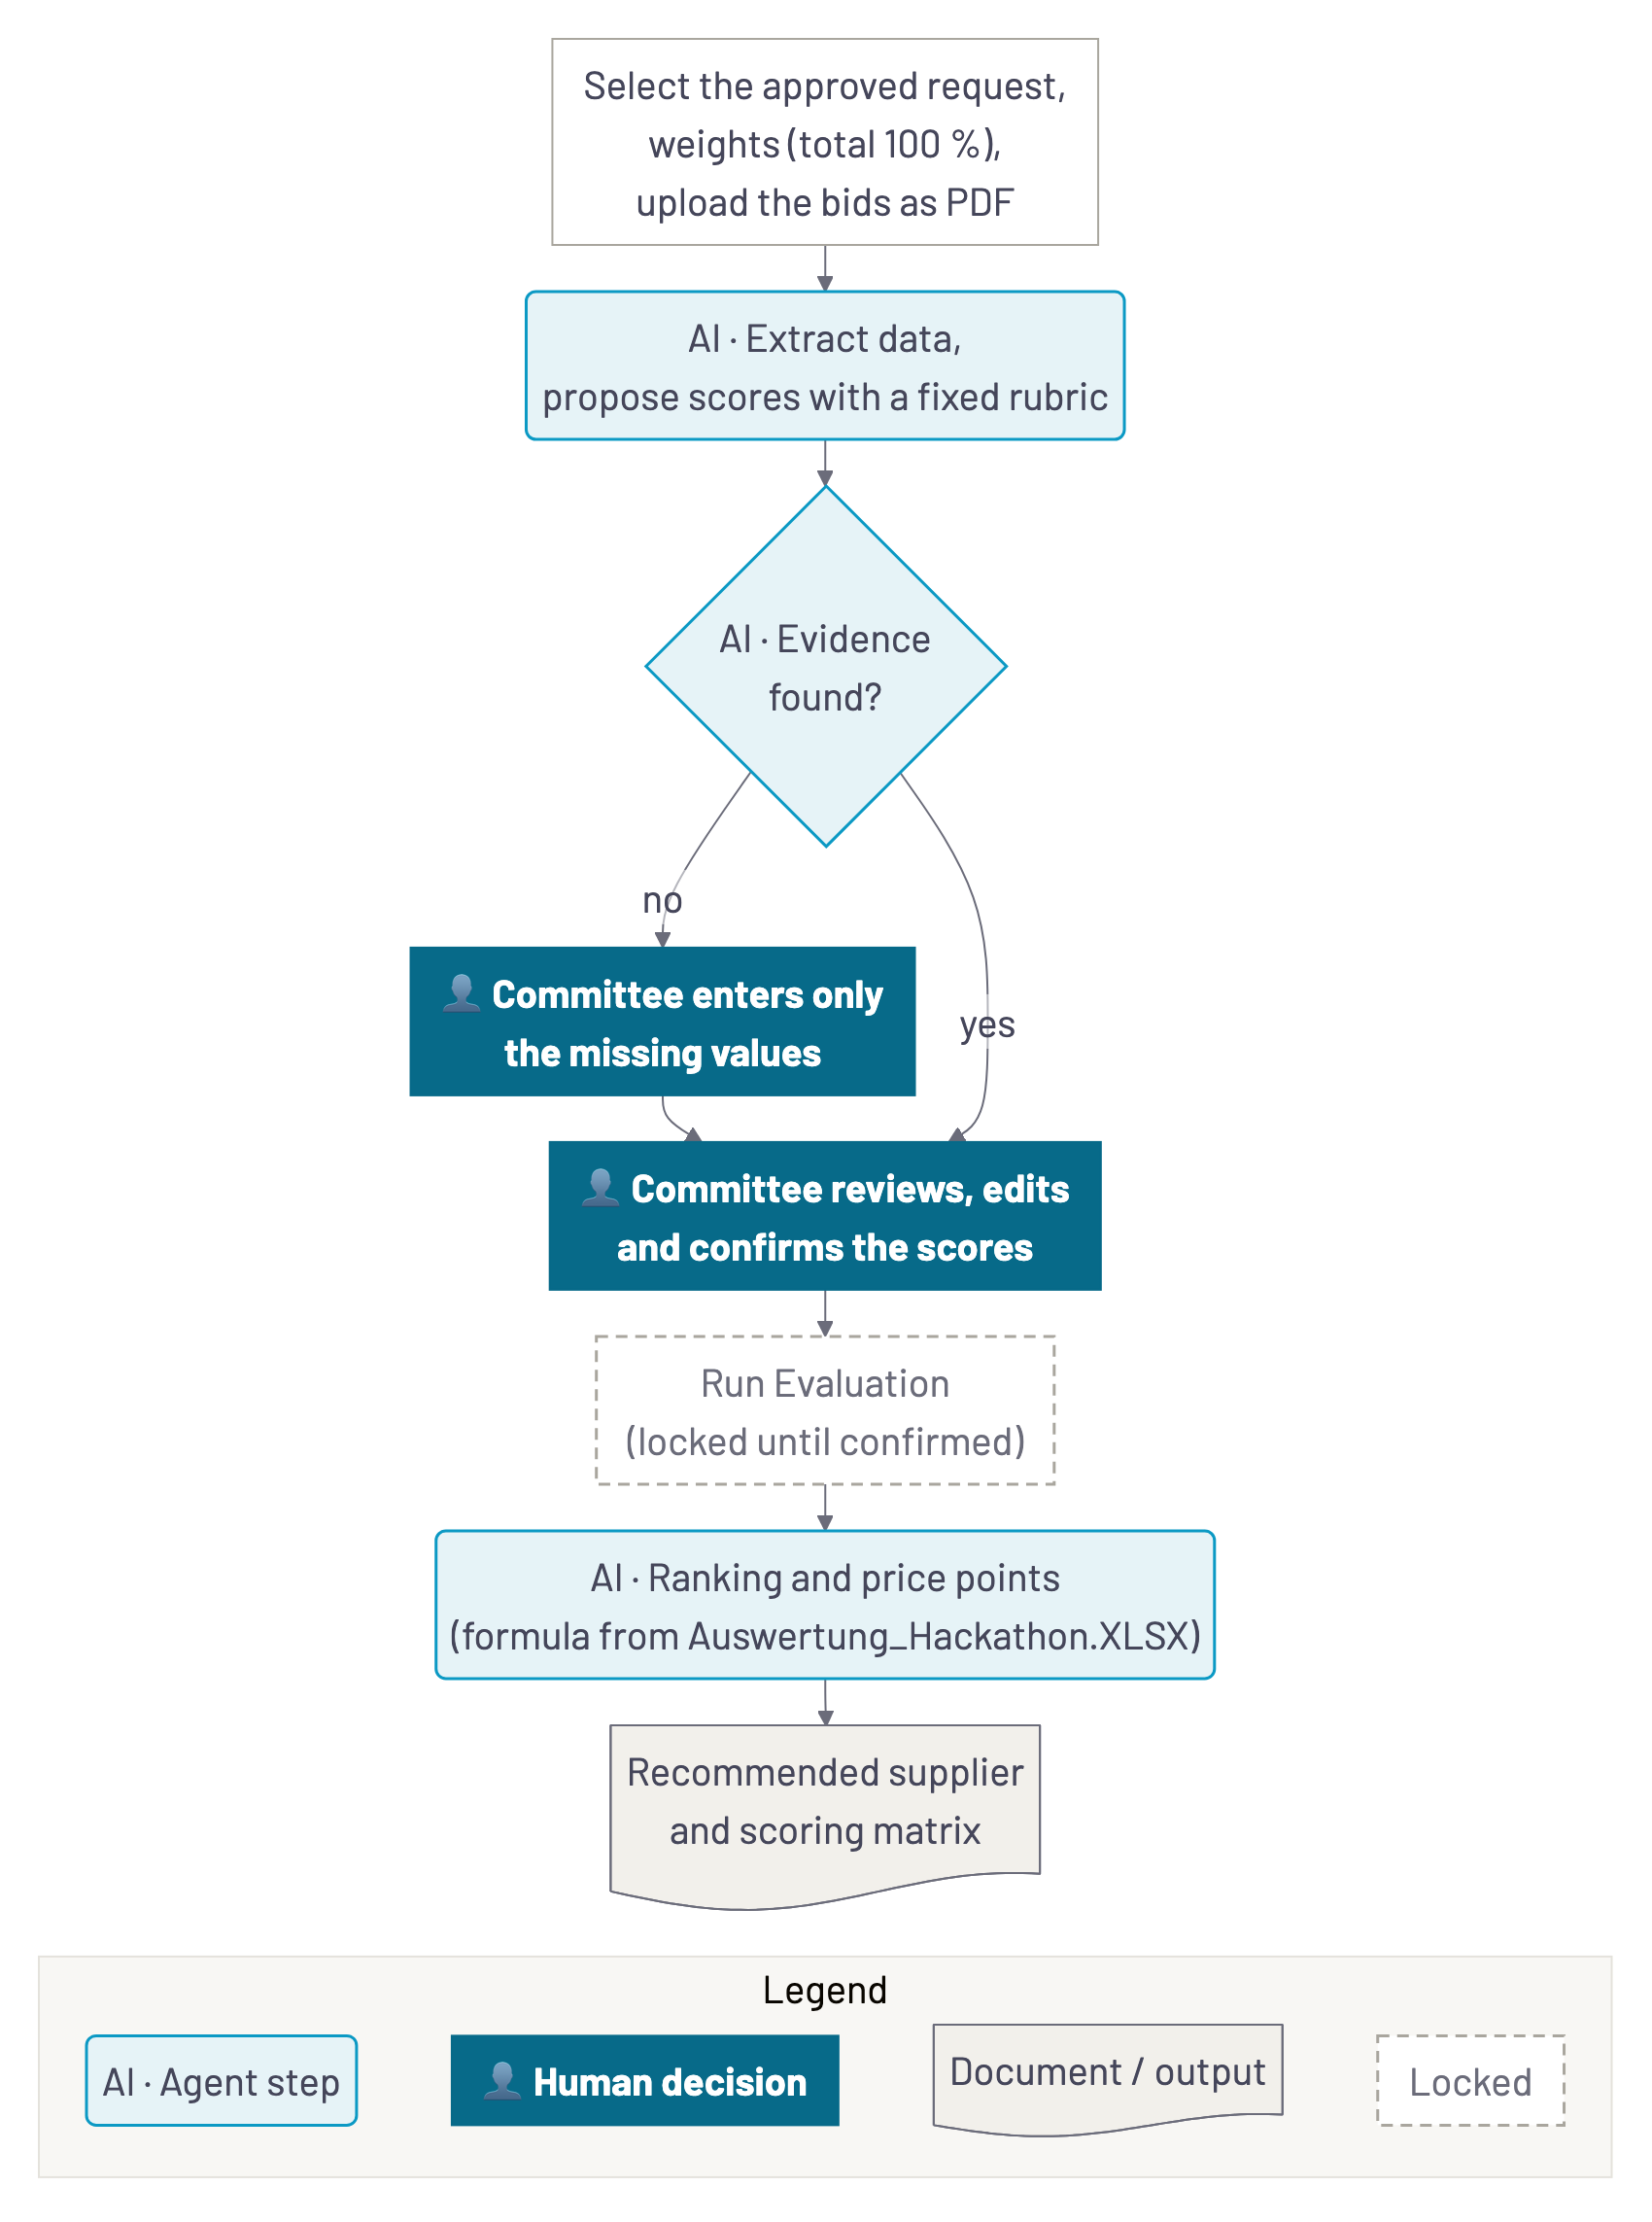 Select the approved request,
weights (total 100 %),
upload the bids as PDF
AI · Extract data,
propose scores with a fixed rubric
AI · Evidence
found?
no
yes
Committee enters only
the missing values
Committee reviews, edits
and confirms the scores
Run Evaluation
(locked until confirmed)
AI · Ranking and price points
(formula from Auswertung_Hackathon.XLSX)
Recommended supplier
and scoring matrix
Legend
AI · Agent step
Human decision
Document / output
Locked